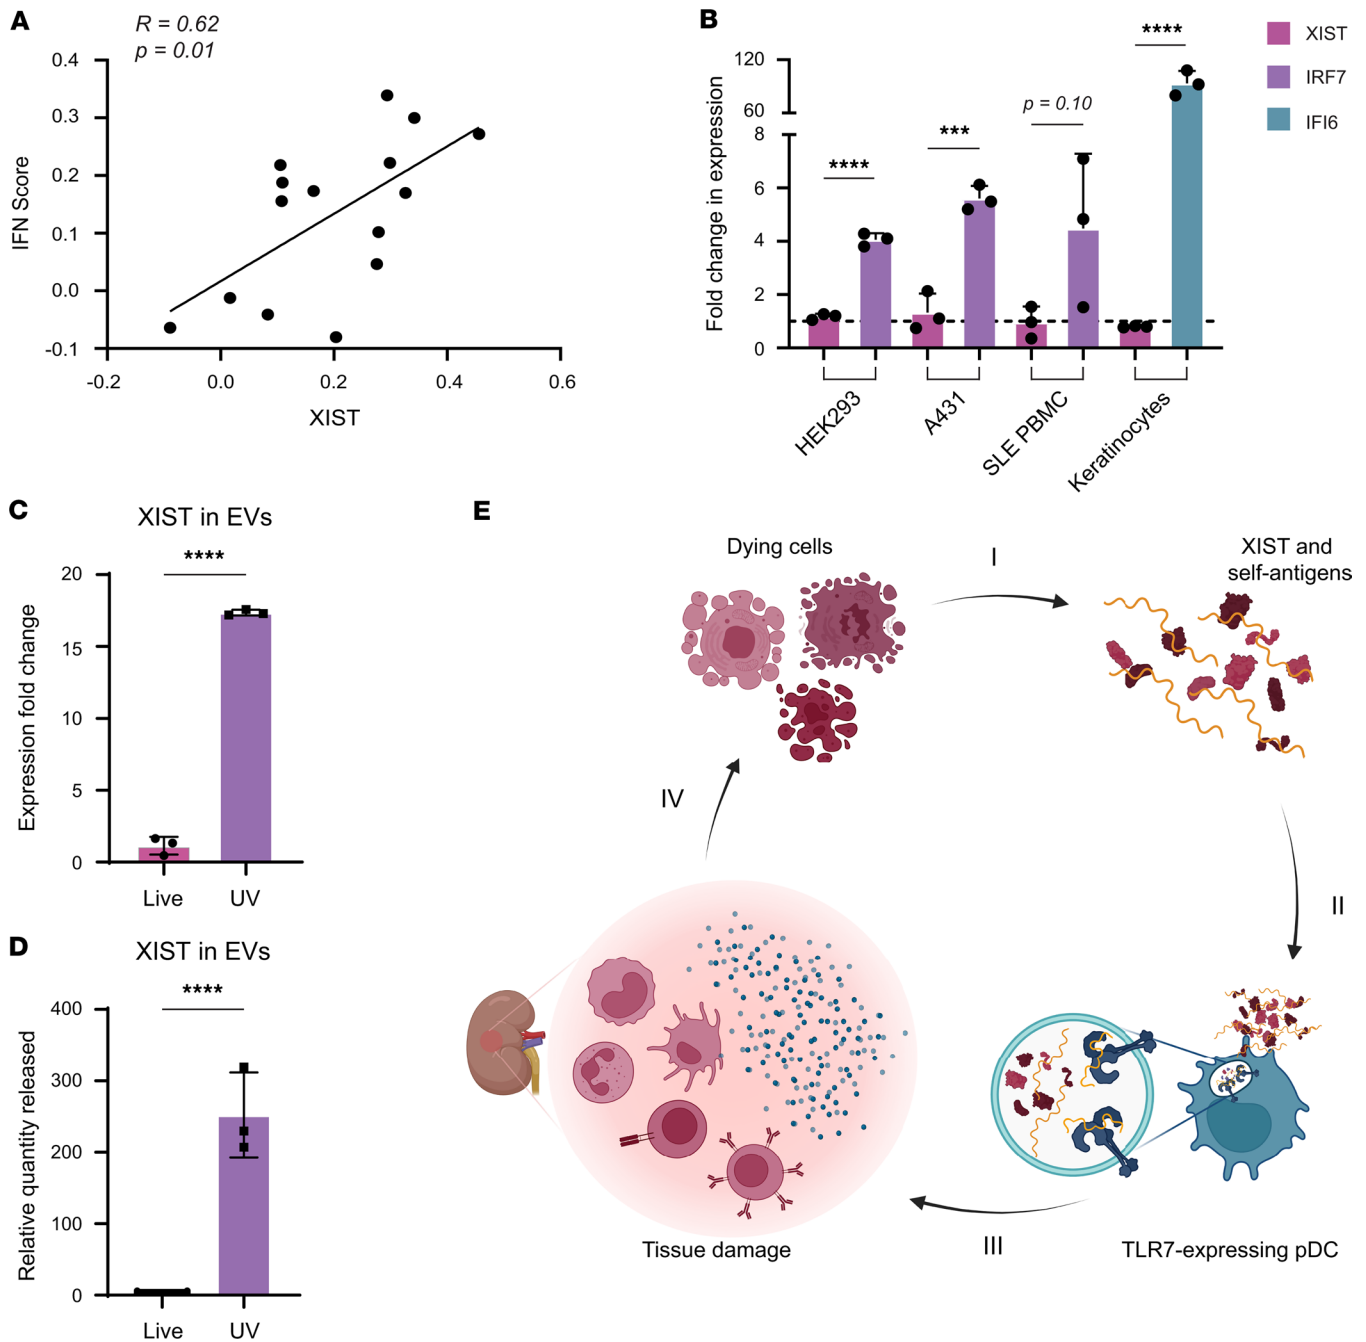 A
R = 0.62
p = 0.01
0.4
0.3
0.2
0.1
0.0
-0.1
IFN Score
-0.2
0.0
0.2
0.4
0.6
XIST
B
XIST
IRF7
IFI6
Fold change in expression
120
60
8
6
4
2
0
****
***
p = 0.10
****
HEK293
A431
SLE PBMC
Keratinocytes
C
XIST in EVs
****
Expression fold change
20
15
10
5
0
Live
UV
D
XIST in EVs
****
Relative quantity released
400
300
200
100
0
Live
UV
E
Dying cells
I
XIST and
self-antigens
II
TLR7-expressing pDC
III
Tissue damage
IV